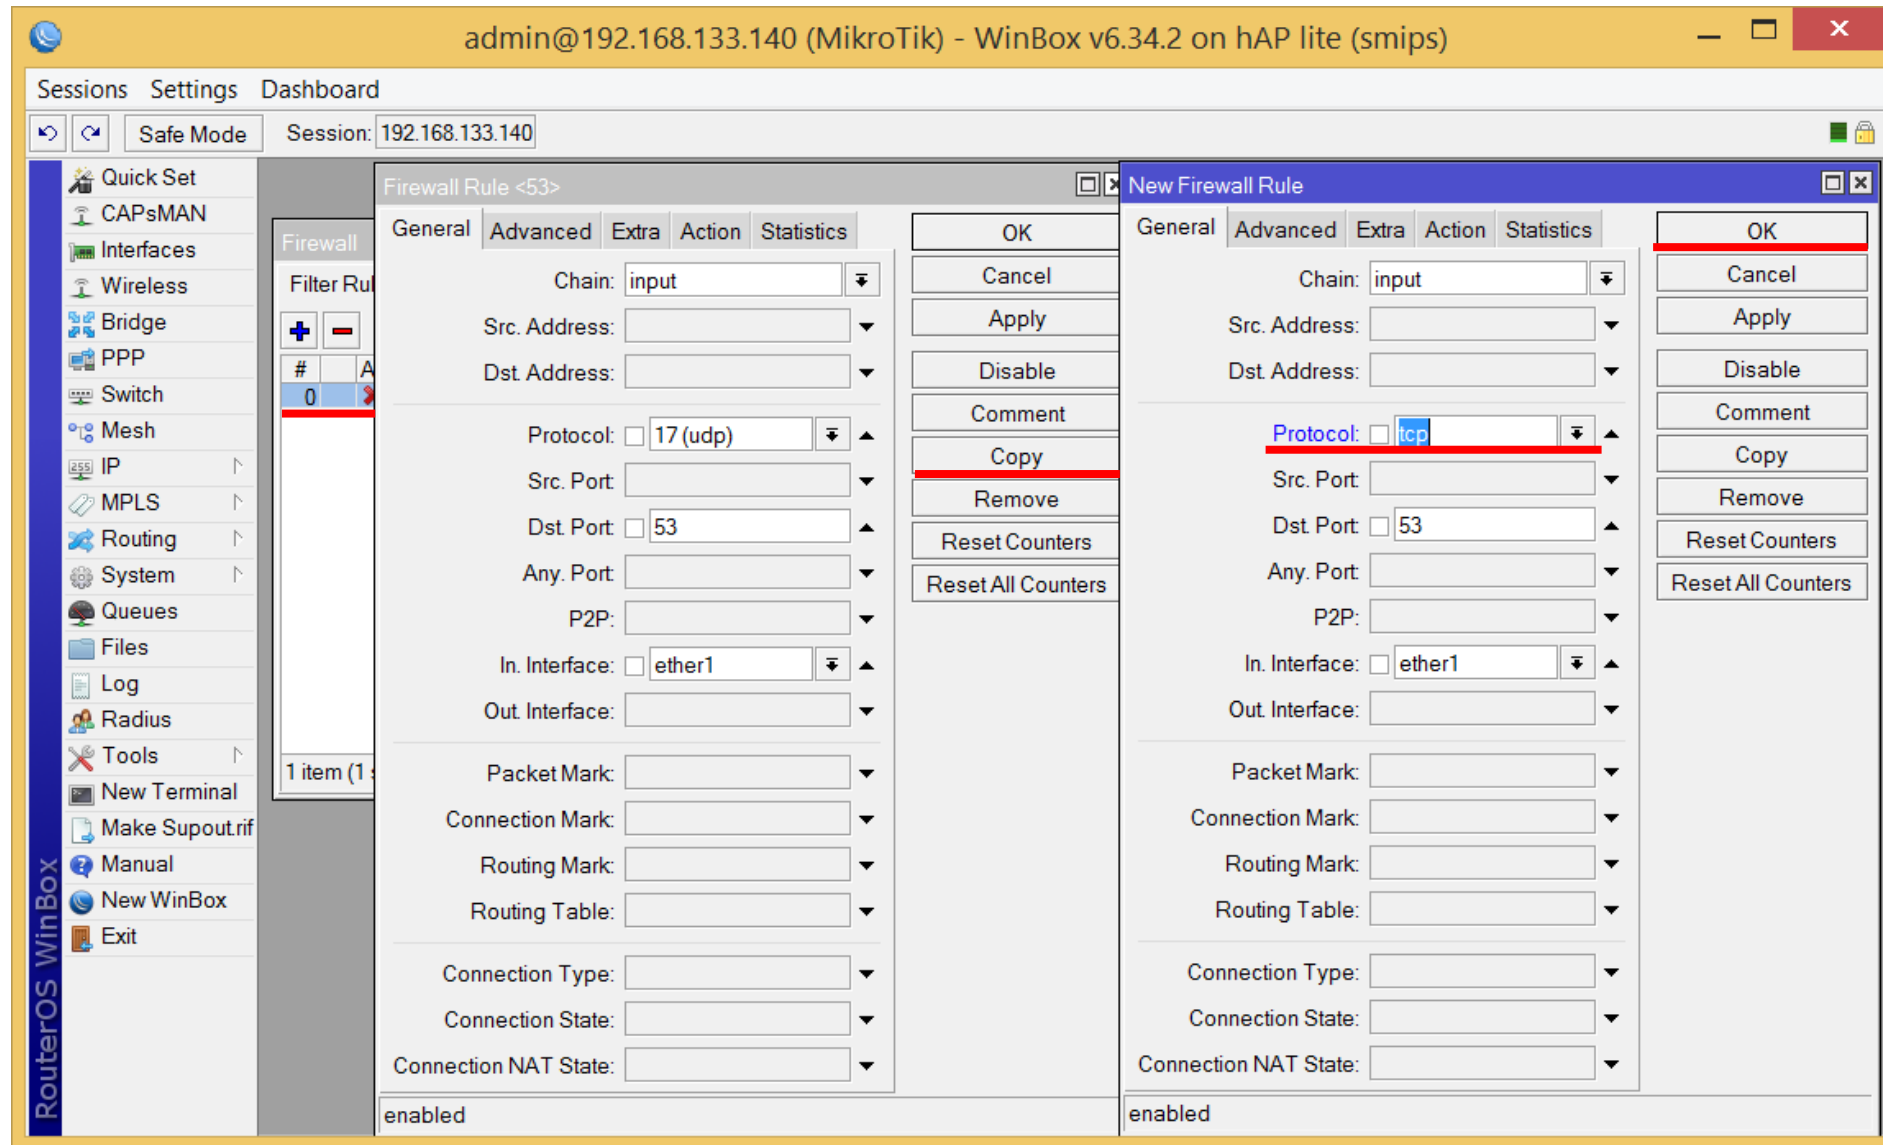 admin@192.168.133.140 (MikroTik) - WinBox v6.34.2 on hAP lite (smips)
Sessions Settings Dashboard
Safe Mode Session: 192.168.133.140
RouterOS WinBox
Quick Set
CAPsMAN
Interfaces
Wireless
Bridge
PPP
Switch
Mesh
IP
MPLS
Routing
System
Queues
Files
Log
Radius
Tools
New Terminal
Make Supout.rif
Manual
New WinBox
Exit
Firewall
Filter Rul
# A
0
1 item (1
Firewall Rule <53>
General Advanced Extra Action Statistics
Chain: input
Src. Address:
Dst. Address:
Protocol: 17 (udp)
Src. Port:
Dst. Port: 53
Any. Port:
P2P:
In. Interface: ether1
Out. Interface:
Packet Mark:
Connection Mark:
Routing Mark:
Routing Table:
Connection Type:
Connection State:
Connection NAT State:
enabled
OK
Cancel
Apply
Disable
Comment
Copy
Remove
Reset Counters
Reset All Counters
New Firewall Rule
General Advanced Extra Action Statistics
Chain: input
Src. Address:
Dst. Address:
Protocol: tcp
Src. Port:
Dst. Port: 53
Any. Port:
P2P:
In. Interface: ether1
Out. Interface:
Packet Mark:
Connection Mark:
Routing Mark:
Routing Table:
Connection Type:
Connection State:
Connection NAT State:
enabled
OK
Cancel
Apply
Disable
Comment
Copy
Remove
Reset Counters
Reset All Counters